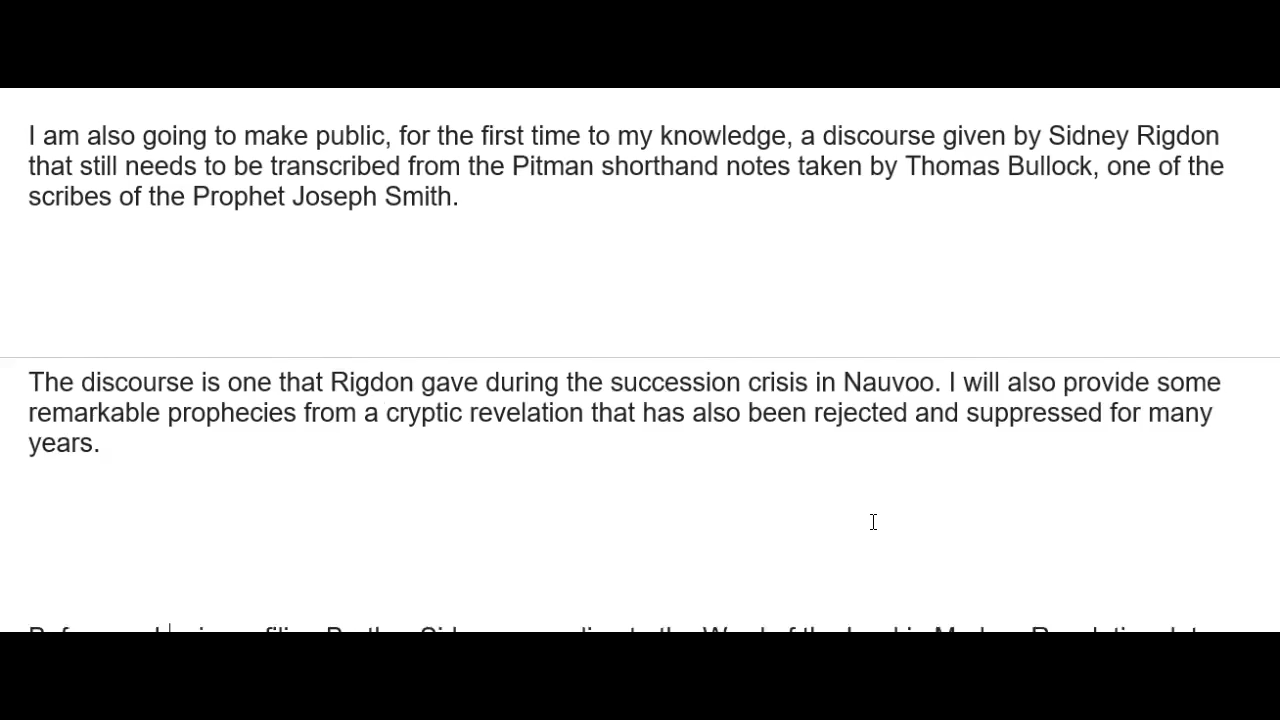 I am also going to make public, for the first time to my knowledge, a discourse given by Sidney Rigdon
that still needs to be transcribed from the Pitman shorthand notes taken by Thomas Bullock, one of the
scribes of the Prophet Joseph Smith.
The discourse is one that Rigdon gave during the succession crisis in Nauvoo. I will also provide some
remarkable prophecies from a cryptic revelation that has also been rejected and suppressed for many
years.